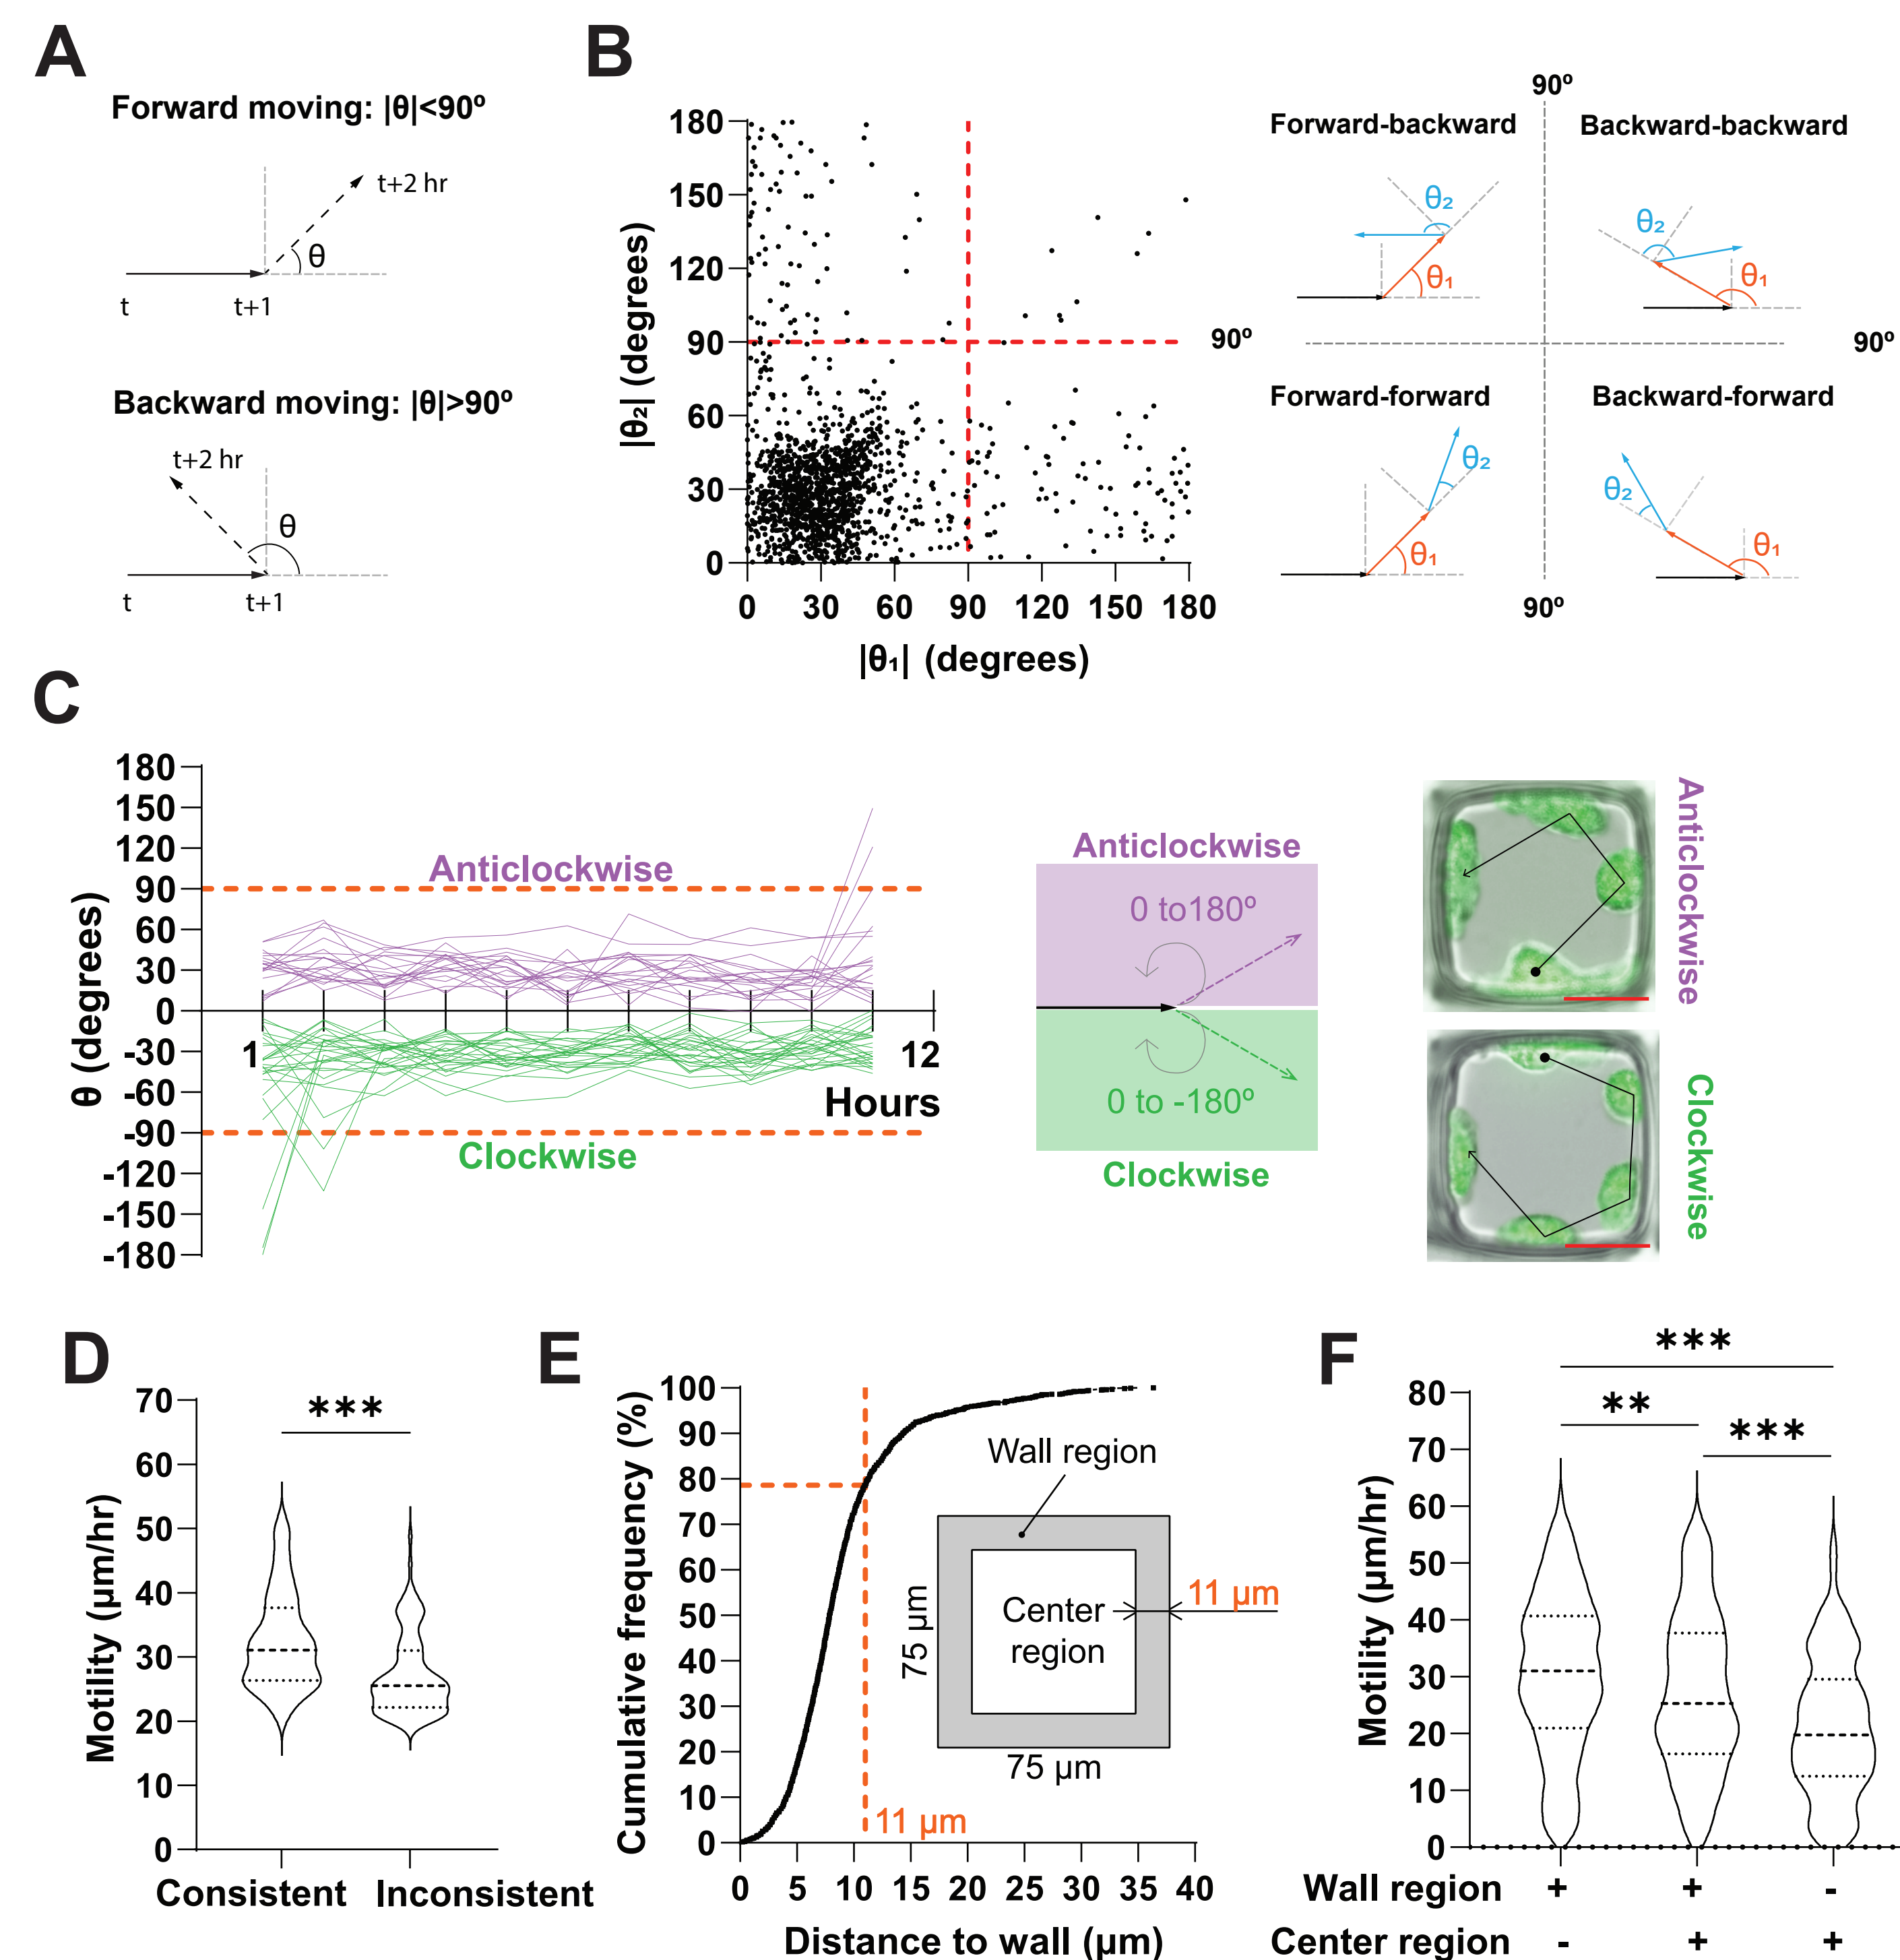 A
Forward moving: |θ|<90º
t+2 hr
θ
t
t+1
Backward moving: |θ|>90º
t+2 hr
θ
t
t+1
B
180
150
120
90
60
30
0
|θ₂| (degrees)
0 30 60 90 120 150 180
|θ₁| (degrees)
90º
90º
Forward-backward
Backward-backward
θ₂
θ₁
θ₂
θ₁
90º
Forward-forward
Backward-forward
θ₂
θ₁
θ₂
θ₁
90º
C
180
150
120
90
60
30
0
-30
-60
-90
-120
-150
-180
θ (degrees)
Anticlockwise
1
12
Hours
Clockwise
Anticlockwise
0 to180º
0 to -180º
Clockwise
Anticlockwise
Clockwise
D
70
60
50
40
30
20
10
0
Motility (µm/hr)
***
Consistent Inconsistent
E
100
90
80
70
60
50
40
30
20
10
0
Cumulative frequency (%)
Wall region
Center
region
11 µm
75 µm
75 µm
11 µm
0 5 10 15 20 25 30 35 40
Distance to wall (µm)
F
***
**
***
80
70
60
50
40
30
20
10
0
Motility (µm/hr)
Wall region + + -
Center region - + +